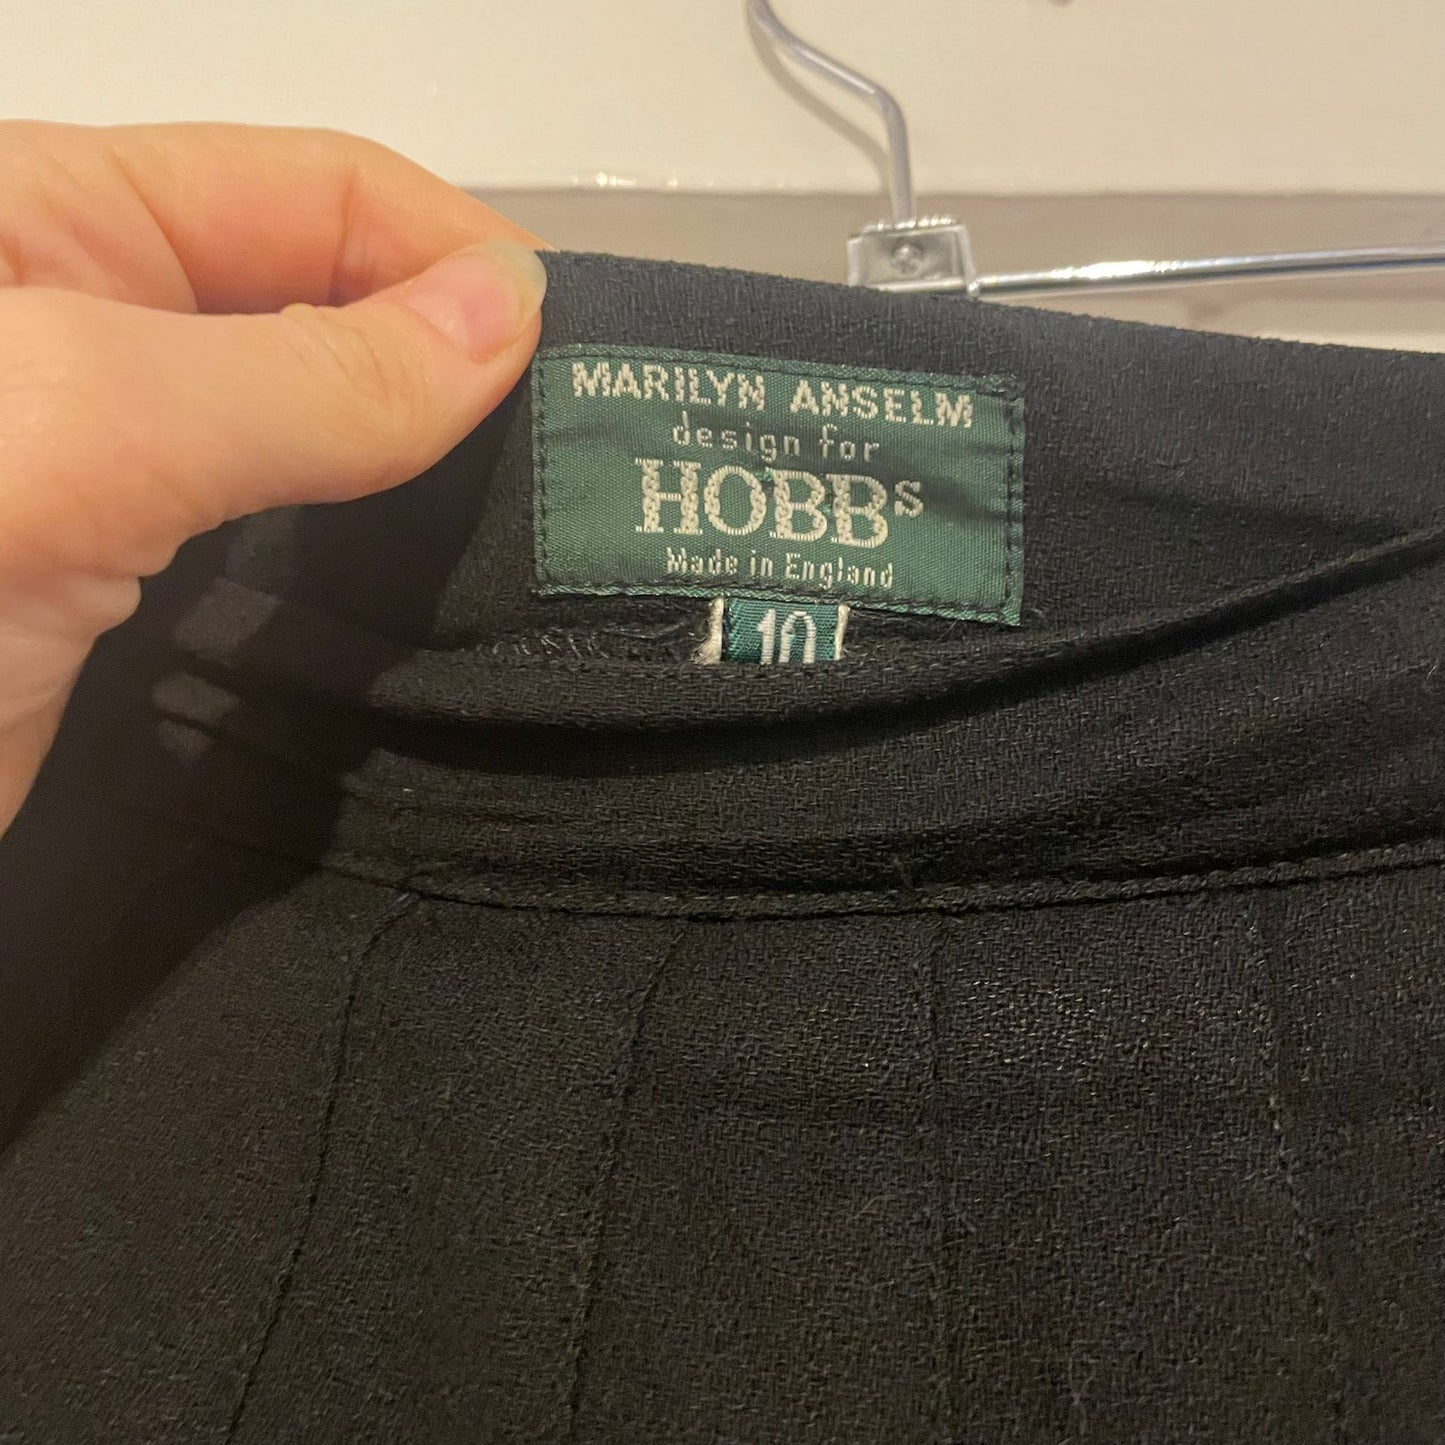 MARILYN ANSELM
design for
HOBBS
Made in England
10